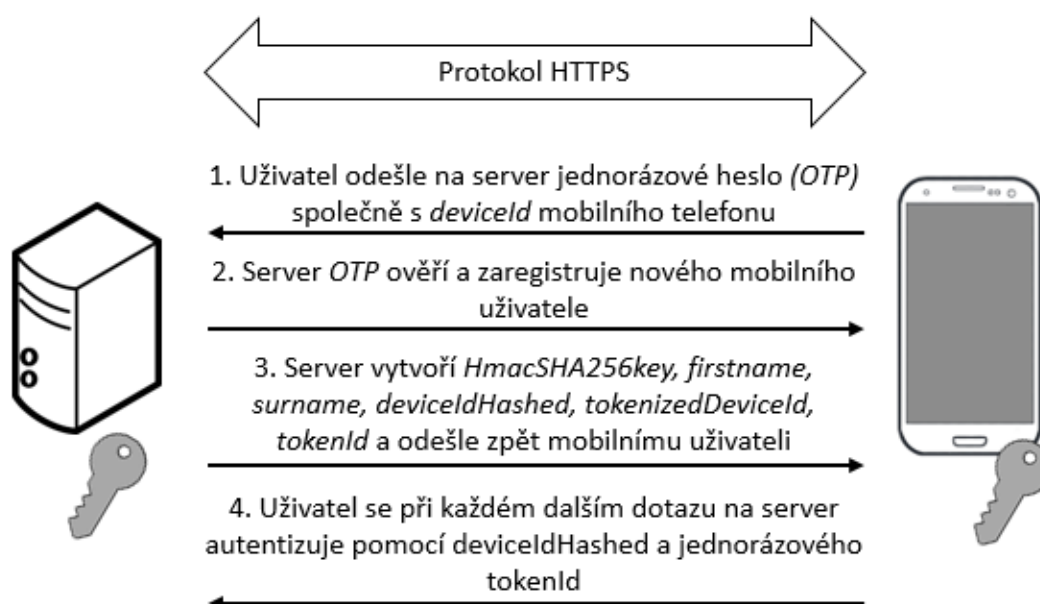 Protokol HTTPS
1. Uživatel odešle na server jednorázové heslo (OTP)
společně s deviceId mobilního telefonu
2. Server OTP ověří a zaregistruje nového mobilního
uživatele
3. Server vytvoří HmacSHA256key, firstname,
surname, deviceIdHashed, tokenizedDeviceId,
tokenId a odešle zpět mobilnímu uživateli
4. Uživatel se při každém dalším dotazu na server
autentizuje pomocí deviceIdHashed a jednorázového
tokenId